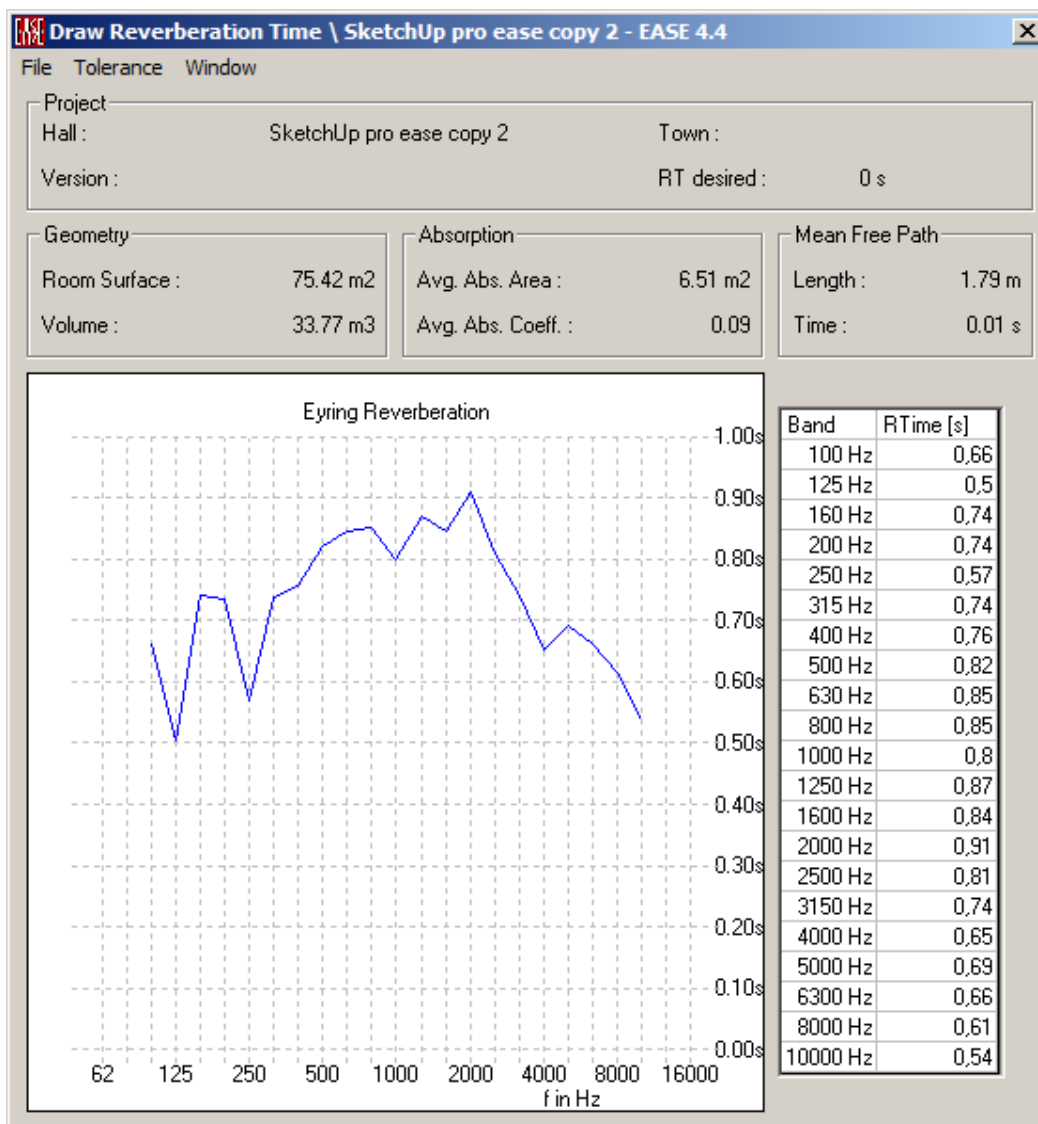 EASE Draw Reverberation Time \ SketchUp pro ease copy 2 - EASE 4.4
File Tolerance Window
Project
Hall : SketchUp pro ease copy 2 Town :
Version : RT desired : 0 s
Geometry
Room Surface : 75.42 m2
Volume : 33.77 m3
Absorption
Avg. Abs. Area : 6.51 m2
Avg. Abs. Coeff. : 0.09
Mean Free Path
Length : 1.79 m
Time : 0.01 s
Eyring Reverberation
1.00s
0.90s
0.80s
0.70s
0.60s
0.50s
0.40s
0.30s
0.20s
0.10s
0.00s
62 125 250 500 1000 2000 4000 8000 16000
f in Hz
Band RTime [s]
100 Hz 0,66
125 Hz 0,5
160 Hz 0,74
200 Hz 0,74
250 Hz 0,57
315 Hz 0,74
400 Hz 0,76
500 Hz 0,82
630 Hz 0,85
800 Hz 0,85
1000 Hz 0,8
1250 Hz 0,87
1600 Hz 0,84
2000 Hz 0,91
2500 Hz 0,81
3150 Hz 0,74
4000 Hz 0,65
5000 Hz 0,69
6300 Hz 0,66
8000 Hz 0,61
10000 Hz 0,54